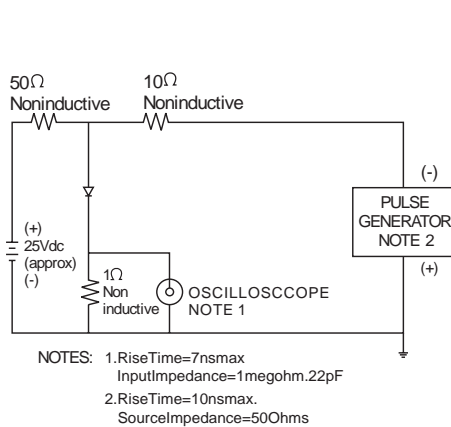 50Ω
Noninductive
10Ω
Noninductive
(-)
PULSE
GENERATOR
NOTE 2
(+)
(+)
25Vdc
(approx)
(-)
1Ω
Non
inductive
OSCILLOSCCOPE
NOTE 1
NOTES: 1.RiseTime=7nsmax
InputImpedance=1megohm.22pF
2.RiseTime=10nsmax.
SourceImpedance=50Ohms